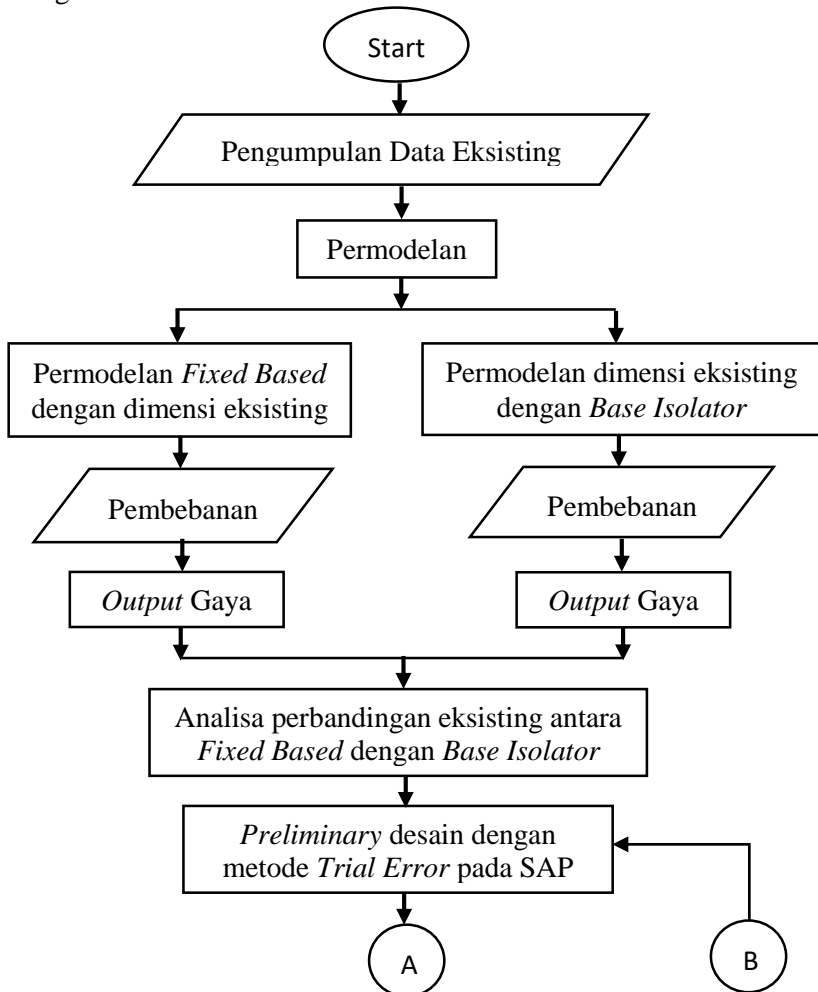 Start
Pengumpulan Data Eksisting
Permodelan
Permodelan Fixed Based
dengan dimensi eksisting
Permodelan dimensi eksisting
dengan Base Isolator
Pembebanan
Pembebanan
Output Gaya
Output Gaya
Analisa perbandingan eksisting antara
Fixed Based dengan Base Isolator
Preliminary desain dengan
metode Trial Error pada SAP
A
B